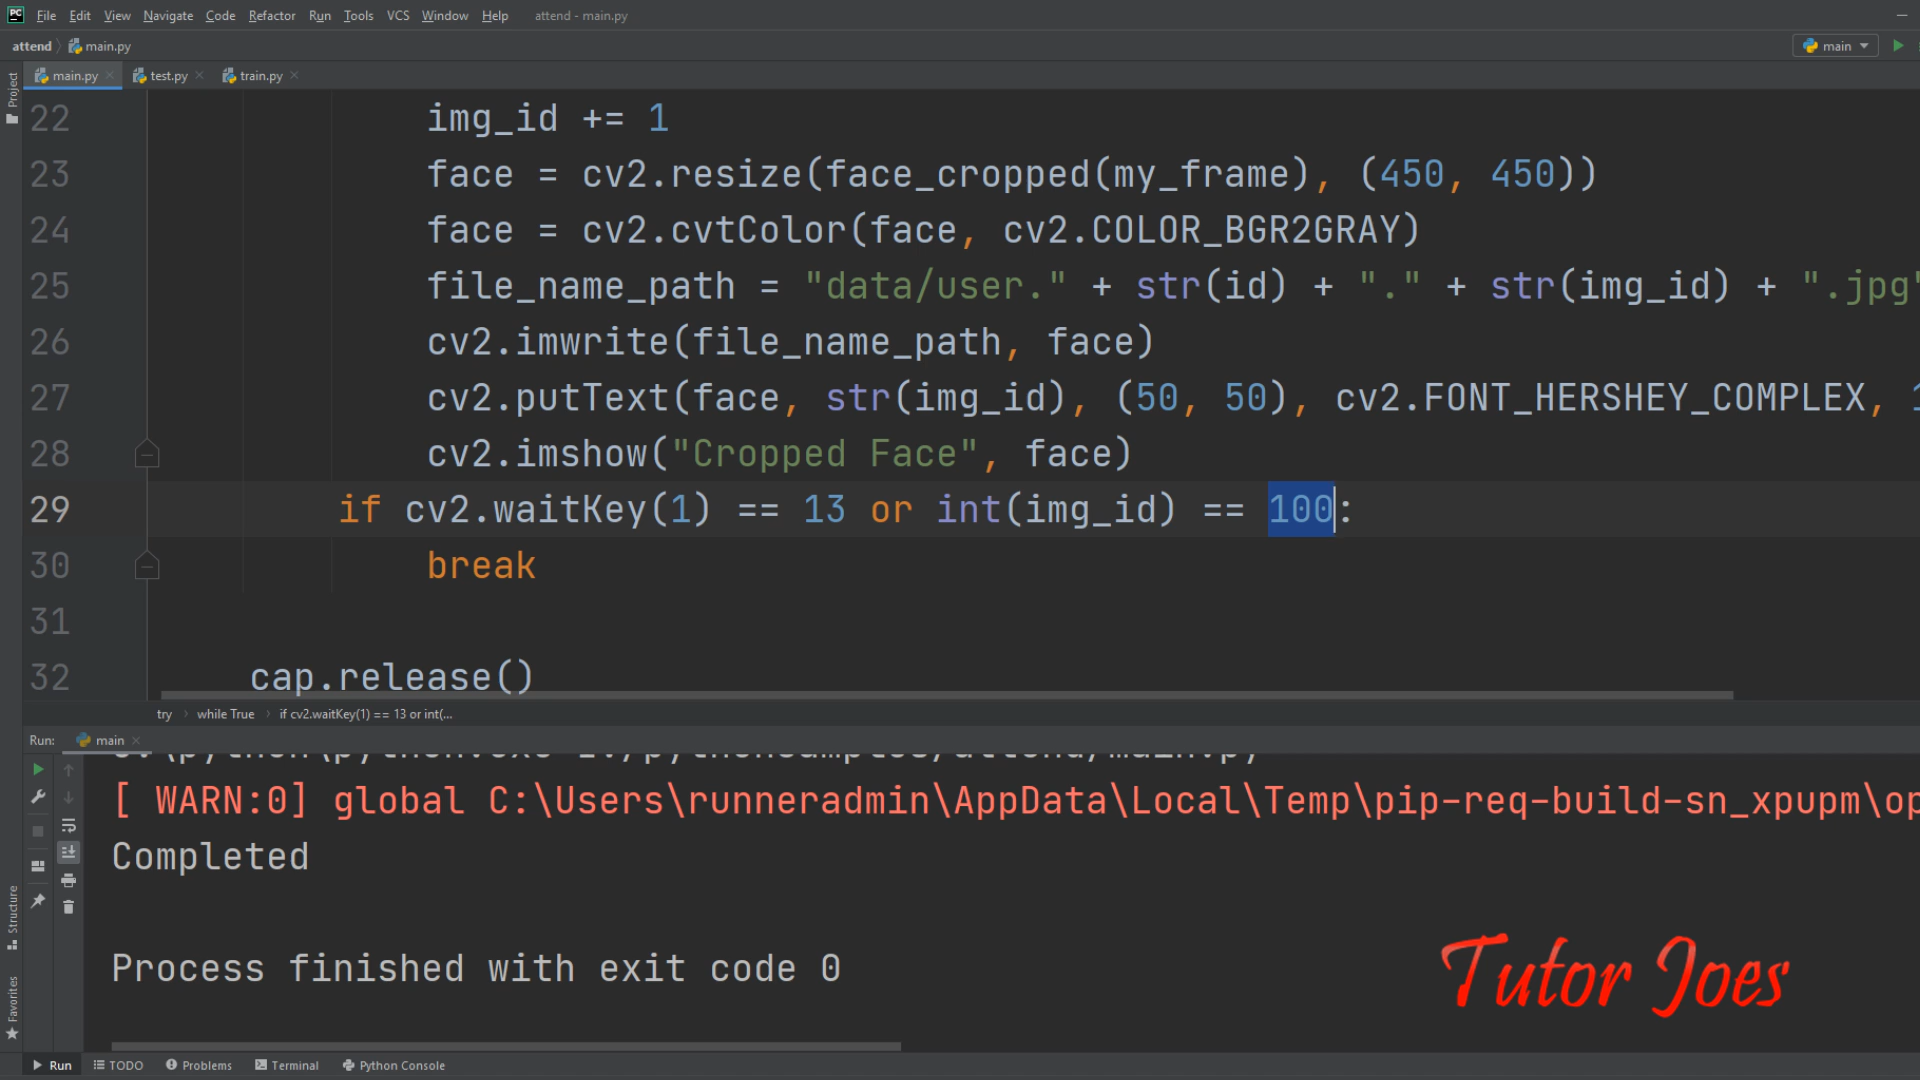 File Edit View Navigate Code Refactor Run Tools VCS Window Help attend - main.py
attend main.py main
main.py test.py train.py
Project
22 img_id += 1
23 face = cv2.resize(face_cropped(my_frame), (450, 450))
24 face = cv2.cvtColor(face, cv2.COLOR_BGR2GRAY)
25 file_name_path = "data/user." + str(id) + "." + str(img_id) + ".jpg"
26 cv2.imwrite(file_name_path, face)
27 cv2.putText(face, str(img_id), (50, 50), cv2.FONT_HERSHEY_COMPLEX, 1
28 cv2.imshow("Cropped Face", face)
29 if cv2.waitKey(1) == 13 or int(img_id) == 100:
30 break
31
32 cap.release()
try while True if cv2.waitKey(1) == 13 or int(...
Run: main
[ WARN:0] global C:\Users\runneradmin\AppData\Local\Temp\pip-req-build-sn_xpupm\op
Completed
Structure
Process finished with exit code 0
Tutor Joes
Favorites
Run TODO Problems Terminal Python Console